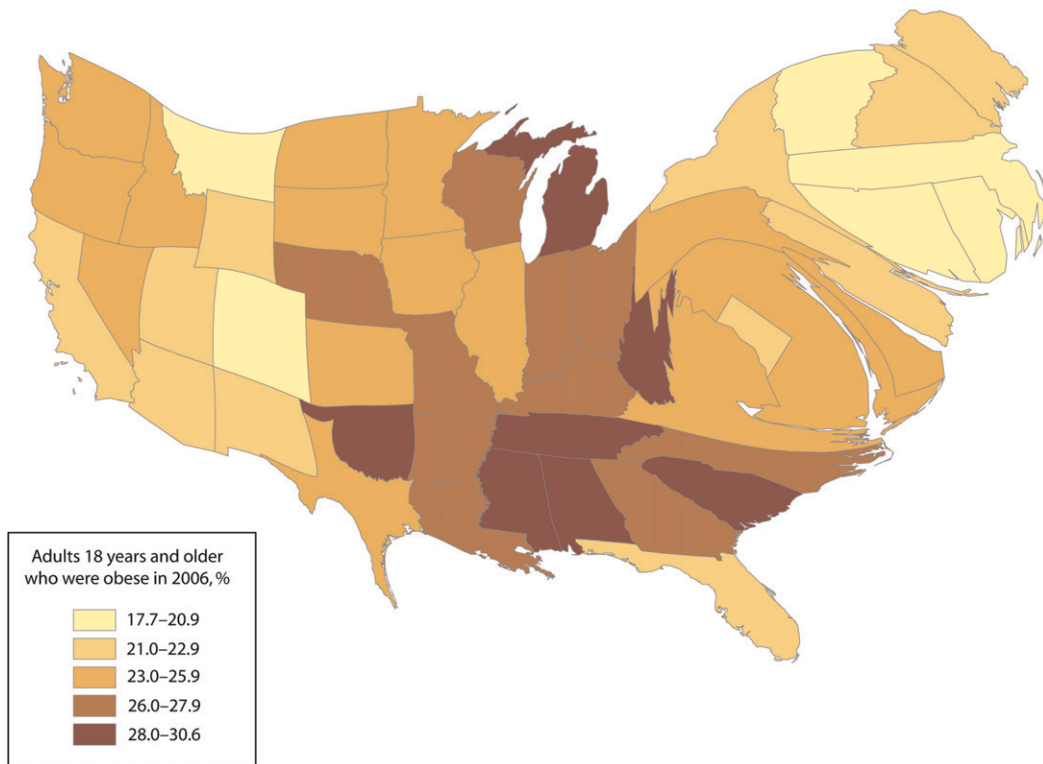 Adults 18 years and older
who were obese in 2006, %
17.7–20.9
21.0–22.9
23.0–25.9
26.0–27.9
28.0–30.6